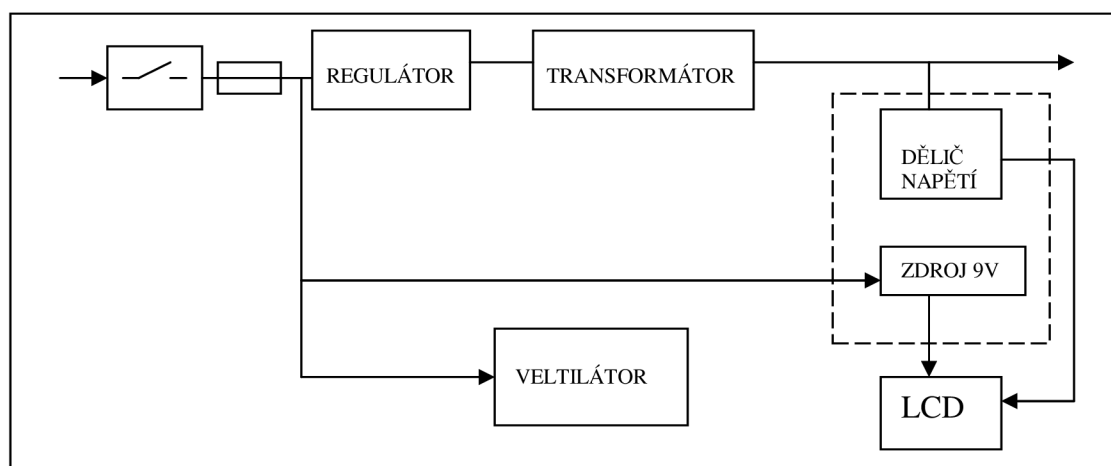 REGULÁTOR
TRANSFORMÁTOR
DĚLIČ
NAPĚTÍ
ZDROJ 9V
VELTILÁTOR
LCD